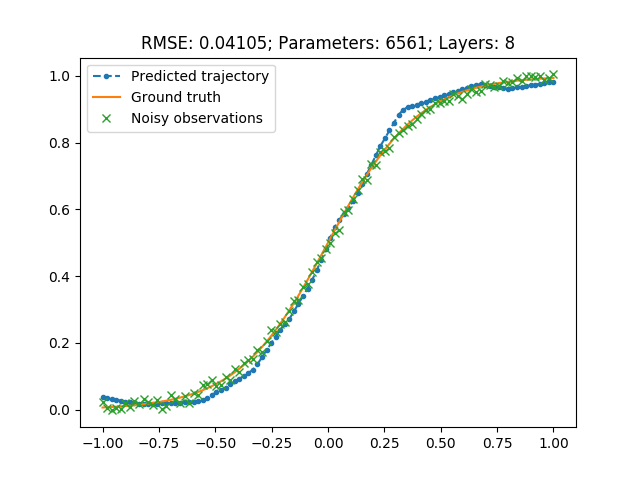 RMSE: 0.04105; Parameters: 6561; Layers: 8
Predicted trajectory
Ground truth
Noisy observations
1.0
0.8
0.6
0.4
0.2
0.0
−1.00 −0.75 −0.50 −0.25 0.00 0.25 0.50 0.75 1.00